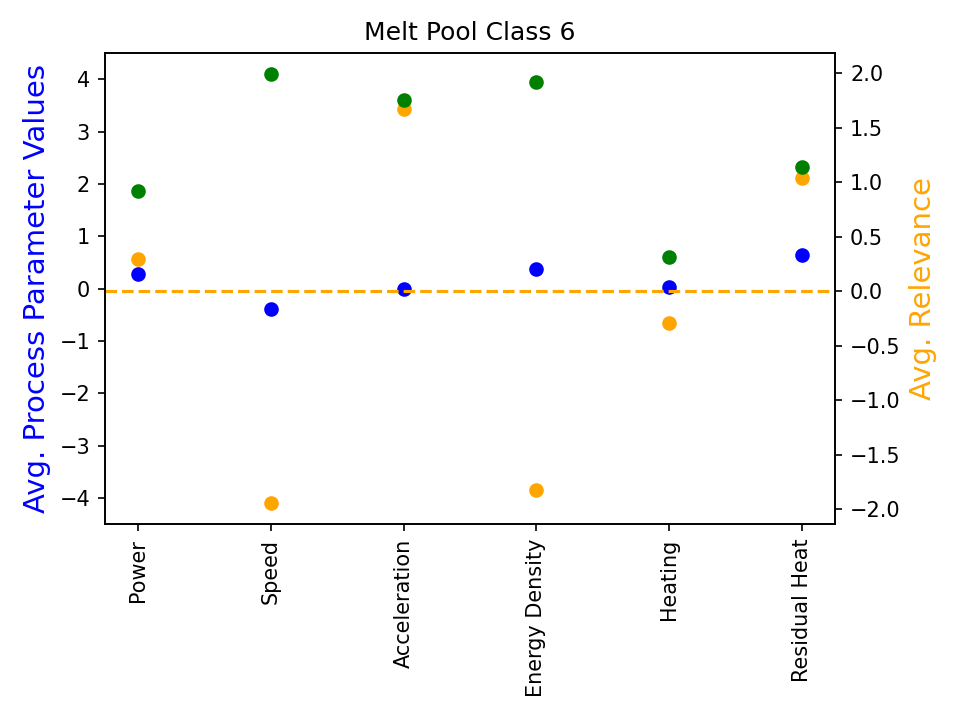 Melt Pool Class 6
Avg. Process Parameter Values
4
3
2
1
0
−1
−2
−3
−4
2.0
1.5
1.0
0.5
0.0
−0.5
−1.0
−1.5
−2.0
Avg. Relevance
Power
Speed
Acceleration
Energy Density
Heating
Residual Heat